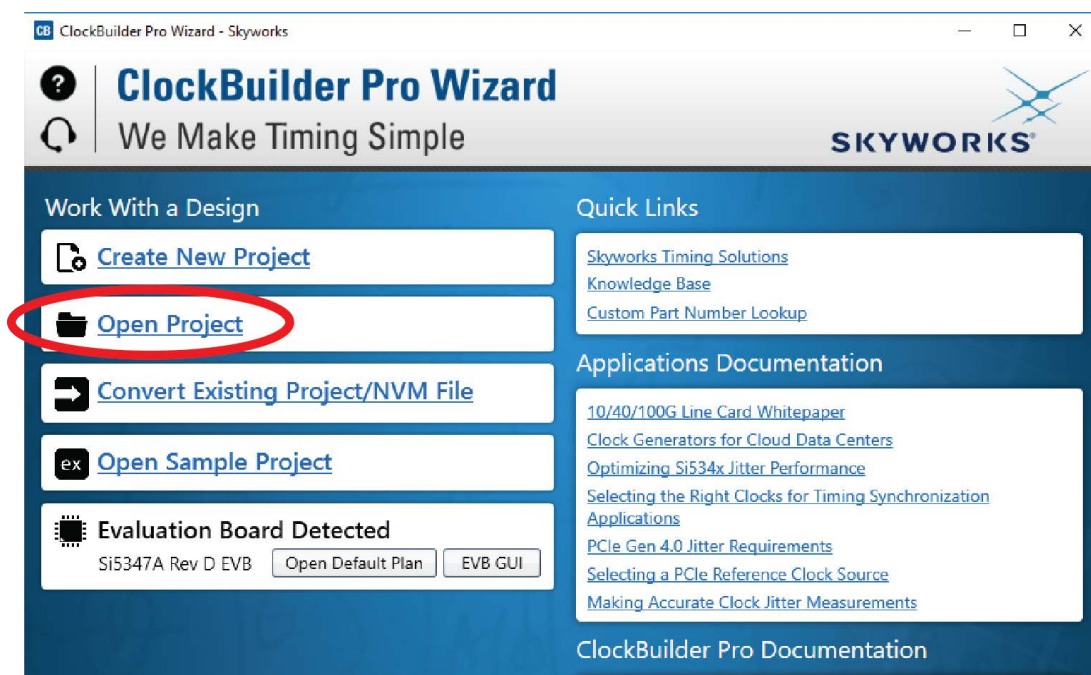 CB ClockBuilder Pro Wizard - Skyworks
?
ClockBuilder Pro Wizard
We Make Timing Simple
SKYWORKS®
Work With a Design
Create New Project
Open Project
Convert Existing Project/NVM File
ex Open Sample Project
Evaluation Board Detected
Si5347A Rev D EVB Open Default Plan EVB GUI
Quick Links
Skyworks Timing Solutions
Knowledge Base
Custom Part Number Lookup
Applications Documentation
10/40/100G Line Card Whitepaper
Clock Generators for Cloud Data Centers
Optimizing Si534x Jitter Performance
Selecting the Right Clocks for Timing Synchronization
Applications
PCIe Gen 4.0 Jitter Requirements
Selecting a PCIe Reference Clock Source
Making Accurate Clock Jitter Measurements
ClockBuilder Pro Documentation